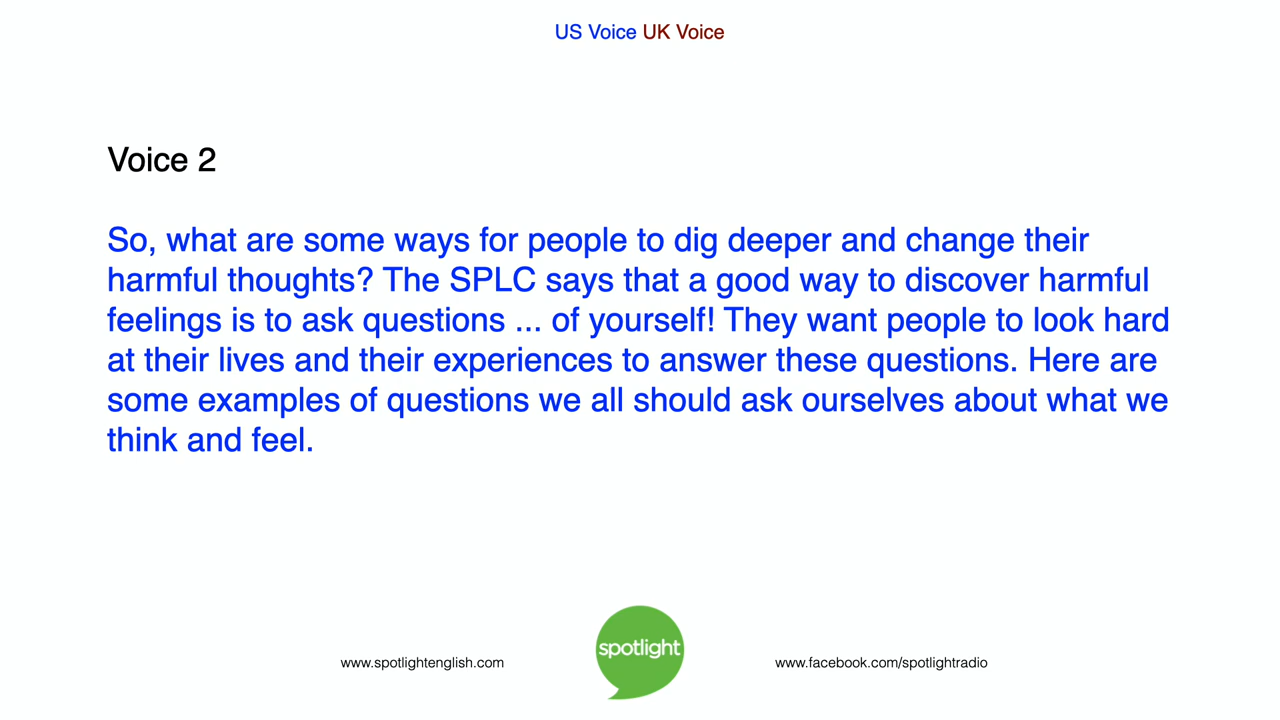 US Voice UK Voice
Voice 2
So, what are some ways for people to dig deeper and change their
harmful thoughts? The SPLC says that a good way to discover harmful
feelings is to ask questions ... of yourself! They want people to look hard
at their lives and their experiences to answer these questions. Here are
some examples of questions we all should ask ourselves about what we
think and feel.
www.spotlightenglish.com
spotlight
www.facebook.com/spotlightradio